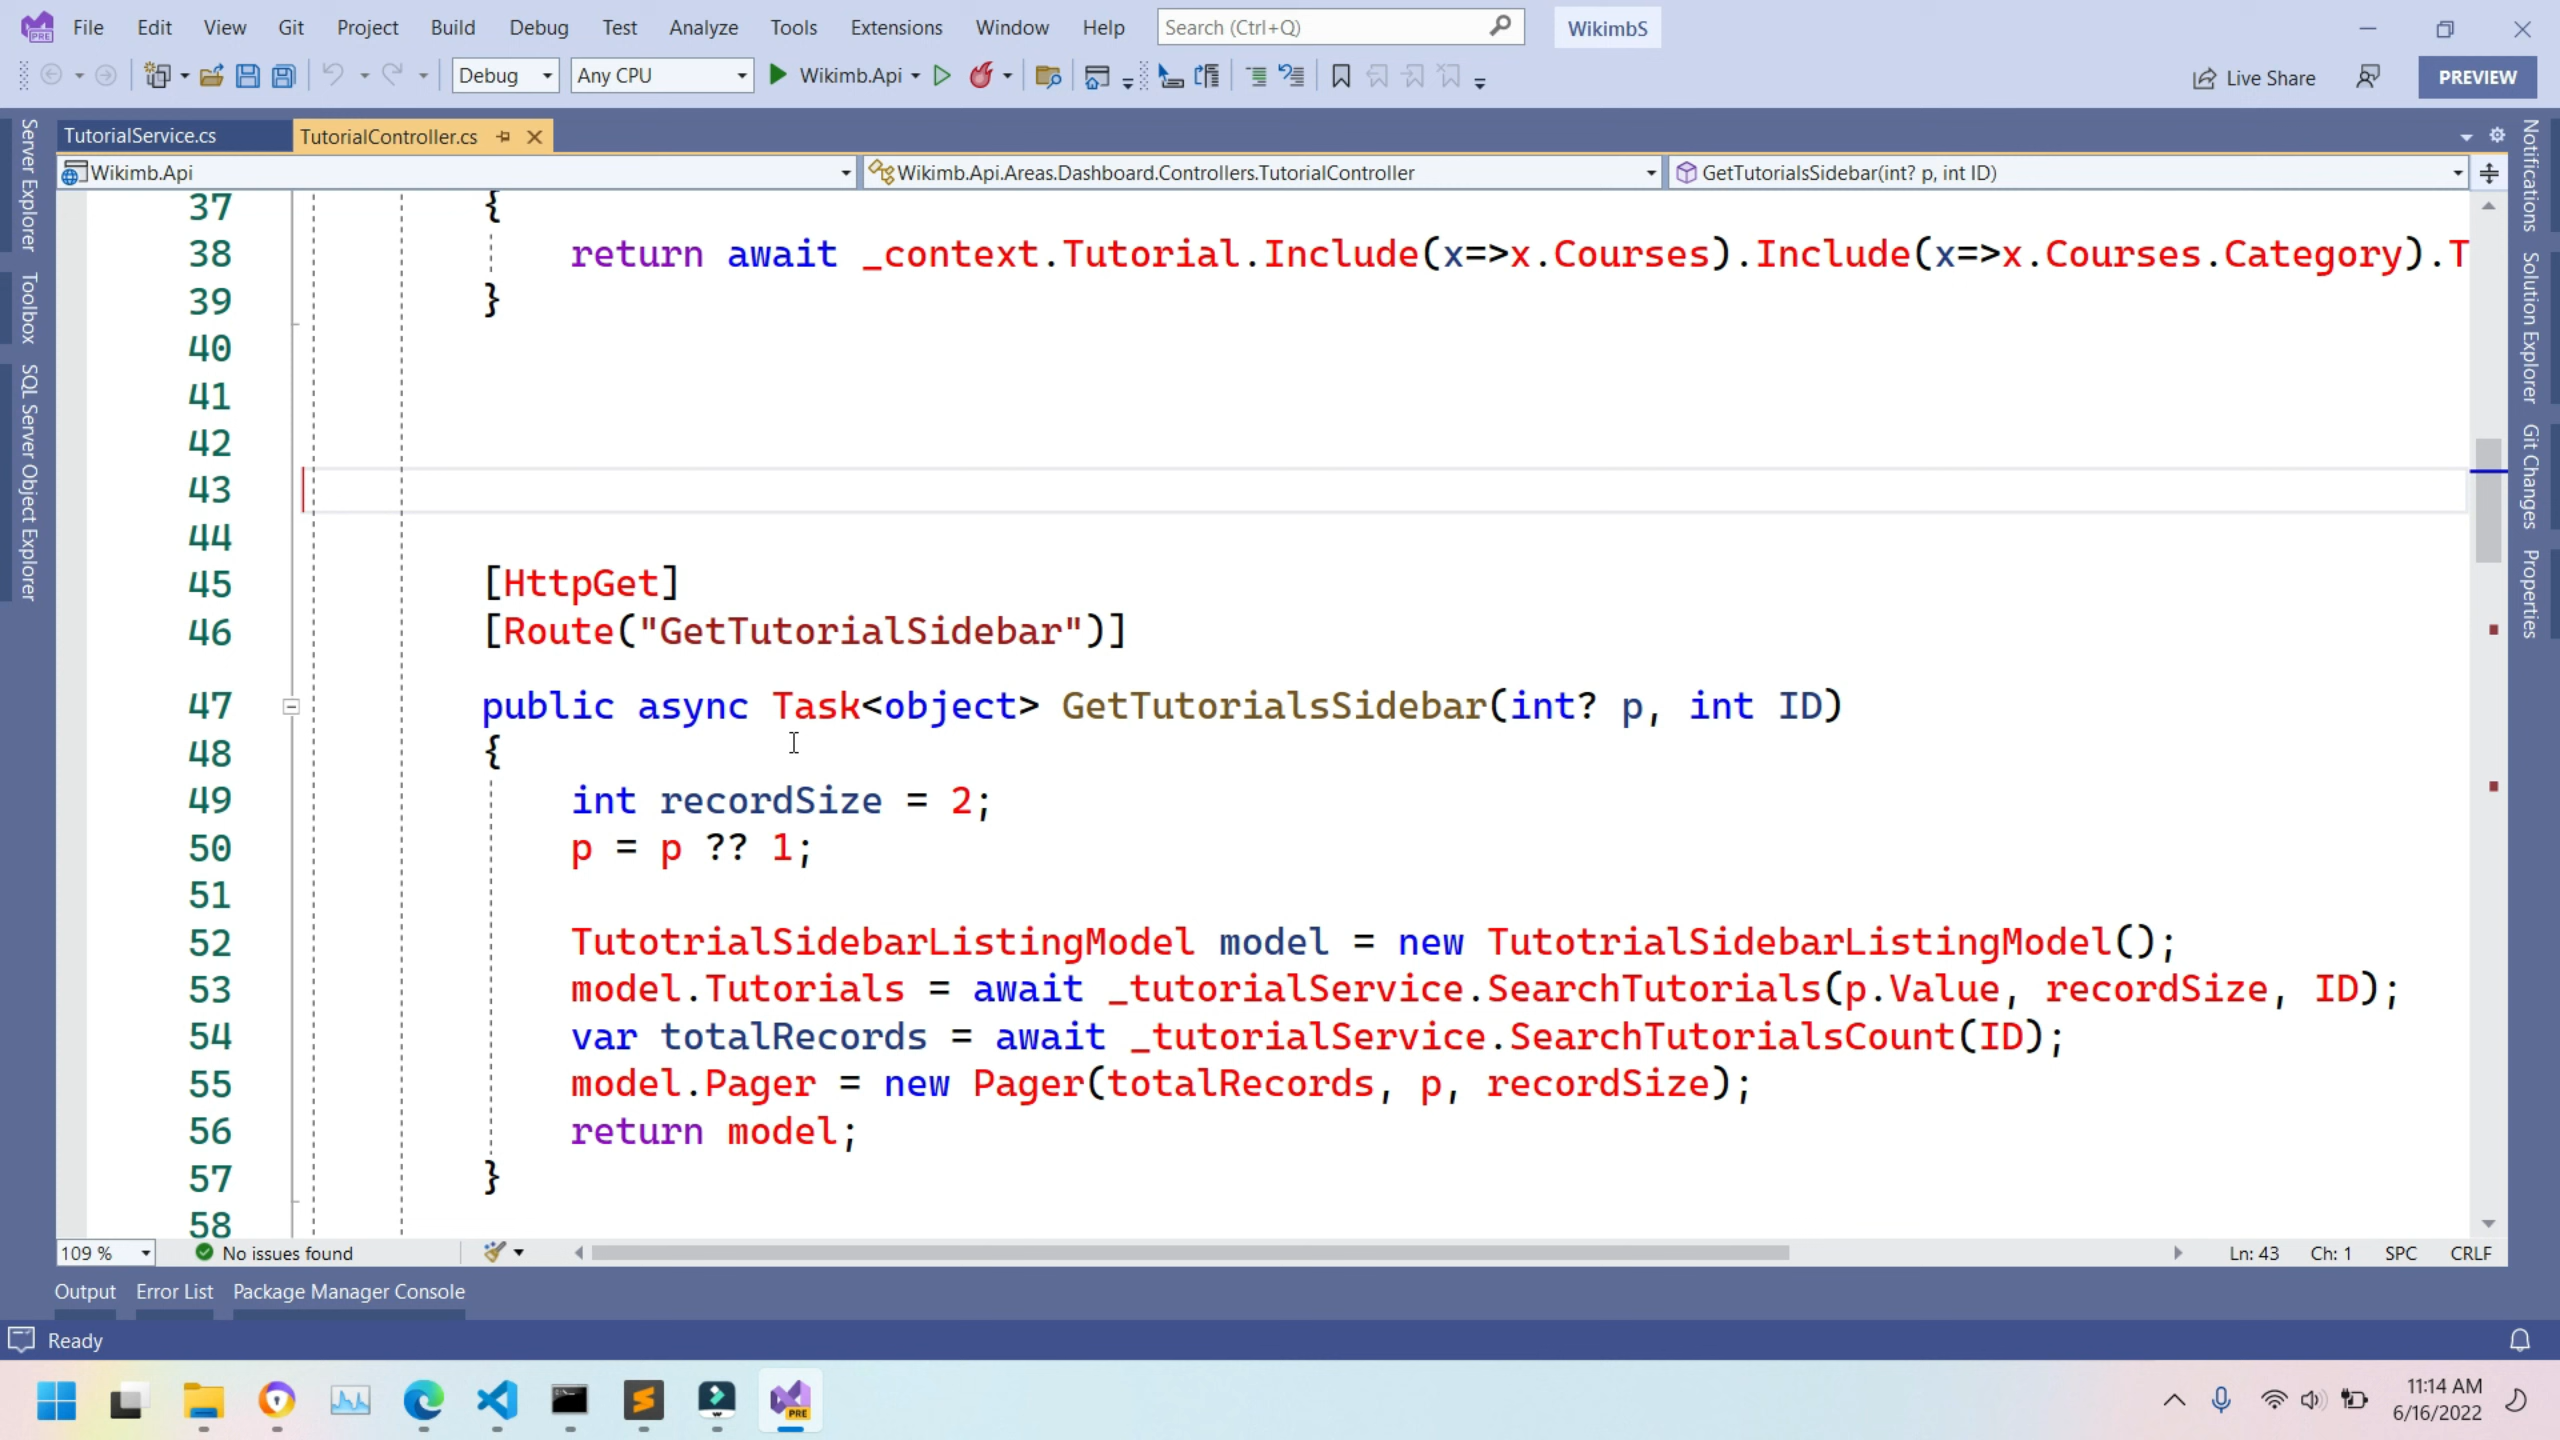 File Edit View Git Project Build Debug Test Analyze Tools Extensions Window Help Search (Ctrl+Q) WikimbS
Debug Any CPU Wikimb.Api Live Share PREVIEW
TutorialService.cs TutorialController.cs
Wikimb.Api Wikimb.Api.Areas.Dashboard.Controllers.TutorialController GetTutorialsSidebar(int? p, int ID)
Server Explorer
Toolbox
SQL Server Object Explorer
Notifications
Solution Explorer
Git Changes
Properties
37 {
38 return await _context.Tutorial.Include(x=>x.Courses).Include(x=>x.Courses.Category).T
39 }
40
41
42
43
44
45 [HttpGet]
46 [Route("GetTutorialSidebar")]
47 public async Task<object> GetTutorialsSidebar(int? p, int ID)
48 {
49 int recordSize = 2;
50 p = p ?? 1;
51
52 TutotrialSidebarListingModel model = new TutotrialSidebarListingModel();
53 model.Tutorials = await _tutorialService.SearchTutorials(p.Value, recordSize, ID);
54 var totalRecords = await _tutorialService.SearchTutorialsCount(ID);
55 model.Pager = new Pager(totalRecords, p, recordSize);
56 return model;
57 }
58
109 % No issues found Ln: 43 Ch: 1 SPC CRLF
Output Error List Package Manager Console
Ready
PRE
11:14 AM
6/16/2022